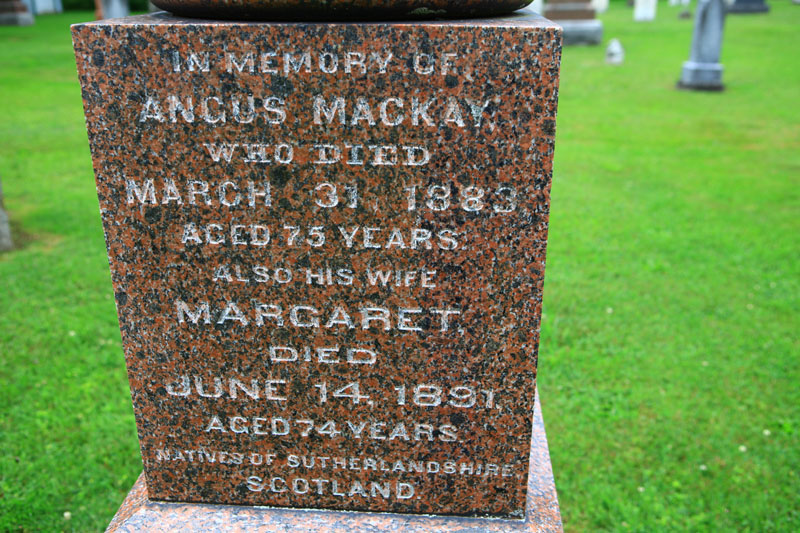 IN MEMORY OF
ANGUS MACKAY,
WHO DIED
MARCH 31, 1883
AGED 75 YEARS.
ALSO HIS WIFE
MARGARET,
DIED
JUNE 14, 1891,
AGED 74 YEARS.
NATIVES OF SUTHERLANDSHIRE
SCOTLAND.